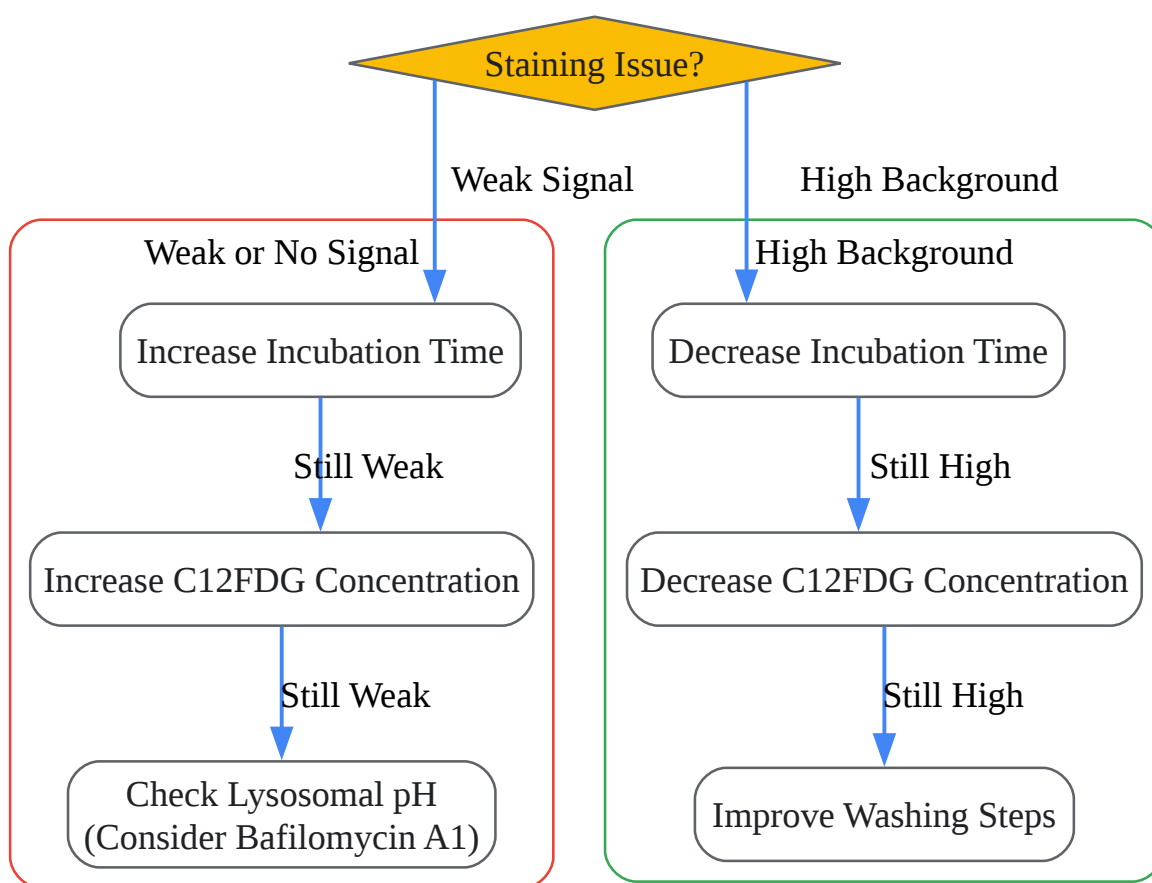 Staining Issue?
Weak Signal
High Background
Weak or No Signal
High Background
Increase Incubation Time
Decrease Incubation Time
Still Weak
Still High
Increase C12FDG Concentration
Decrease C12FDG Concentration
Still Weak
Still High
Check Lysosomal pH
(Consider Bafilomycin A1)
Improve Washing Steps